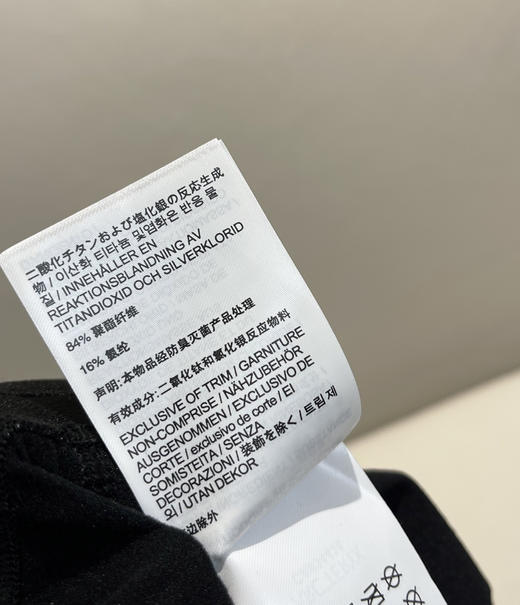 二酸化チタンおよび塩化銀の反応生成
物 / 이산화 티타늄 및염화은 반응 물
질 / INNEHÅLLER EN
REAKTIONSBLANDNING AV
TITANDIOXID OCH SILVERKLORID
84% 聚酯纤维
16% 氨纶
声明:本物品经防臭灭菌产品处理
有效成分:二氧化钛和氯化银反应物料
EXCLUSIVE OF TRIM / GARNITURE
NON-COMPRISE / NÄHZUBEHÖR
AUSGENOMMEN / EXCLUSIVO DE
CORTE / exclusivo de corte / EI
SOMISTEITA / SENZA
DECORAZIONI / 装飾を除く / 트림 제
외 / UTAN DEKOR
边除外